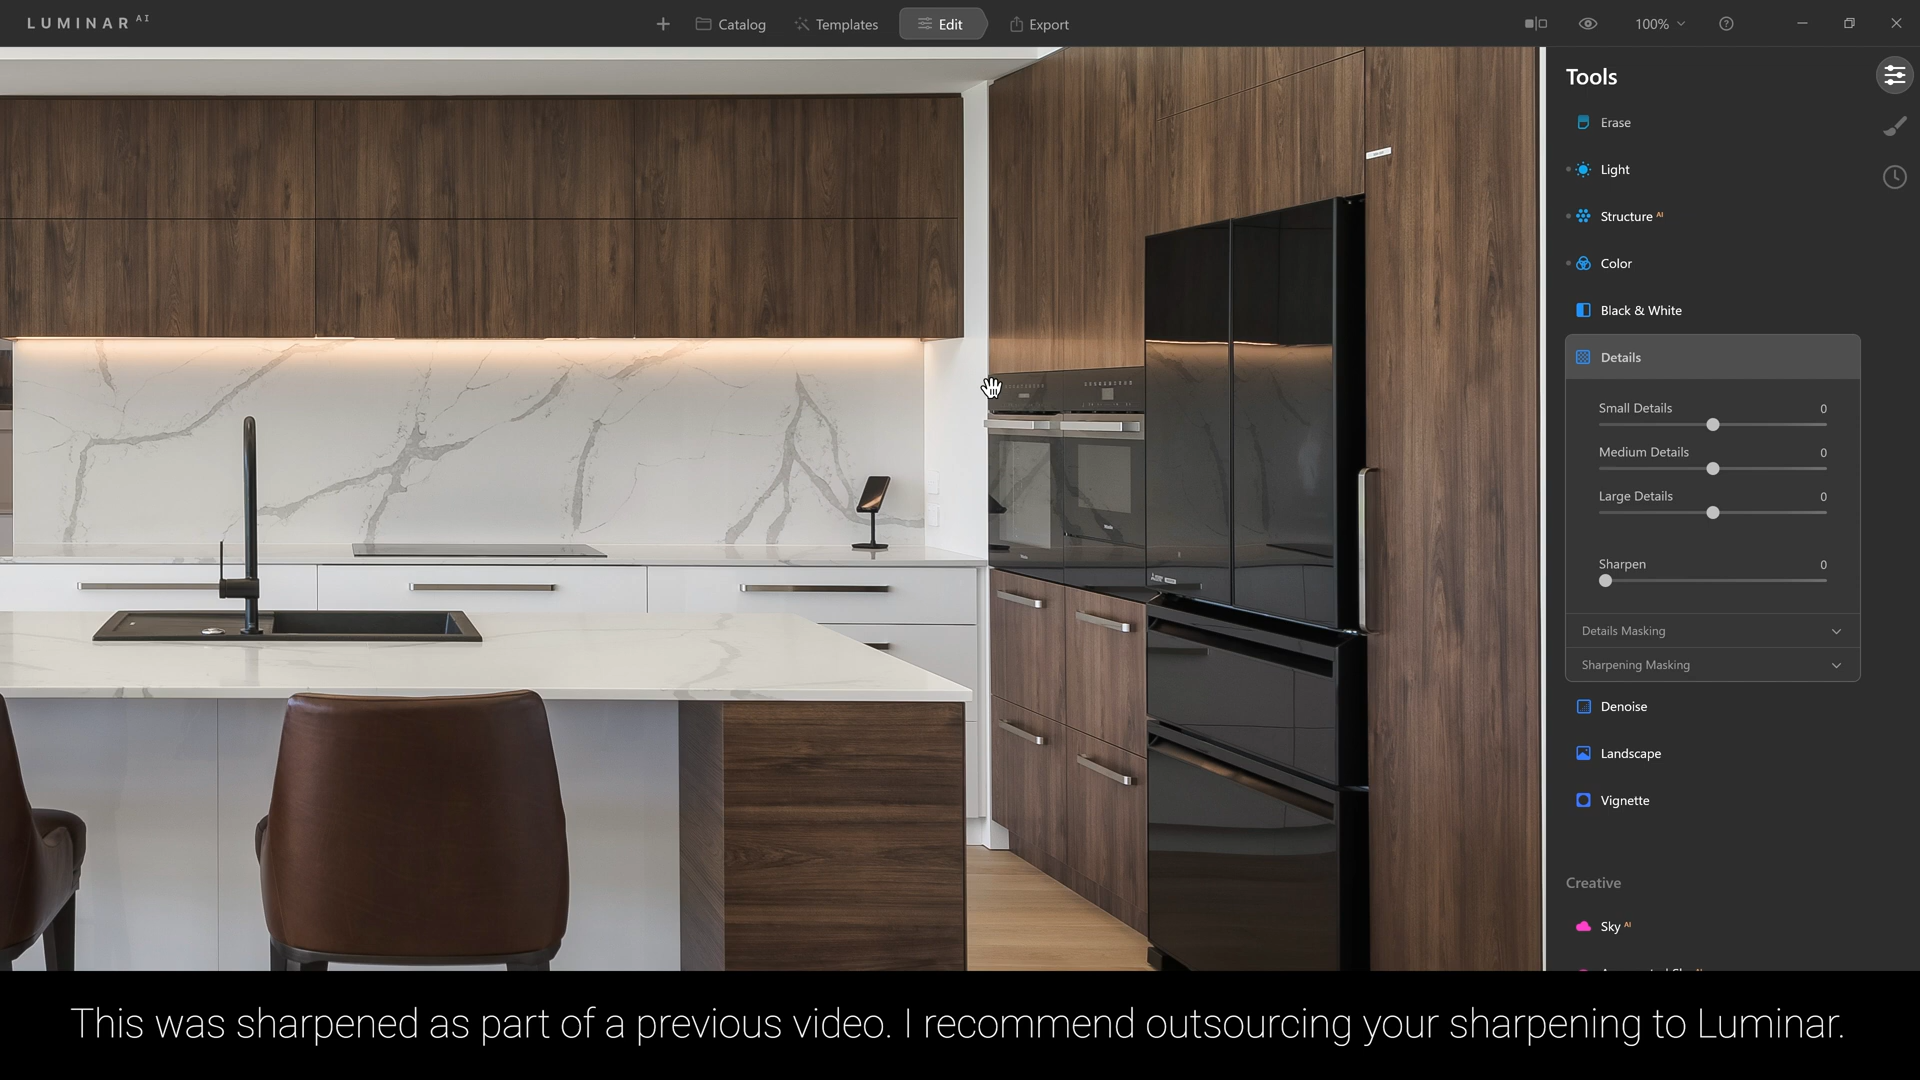 LUMINAR AI
Catalog
Templates
Edit
Export
100%
Tools
Erase
Light
Structure AI
Color
Black & White
Details
Small Details 0
Medium Details 0
Large Details 0
Sharpen 0
Details Masking
Sharpening Masking
Denoise
Landscape
Vignette
Creative
Sky AI
This was sharpened as part of a previous video. I recommend outsourcing your sharpening to Luminar.